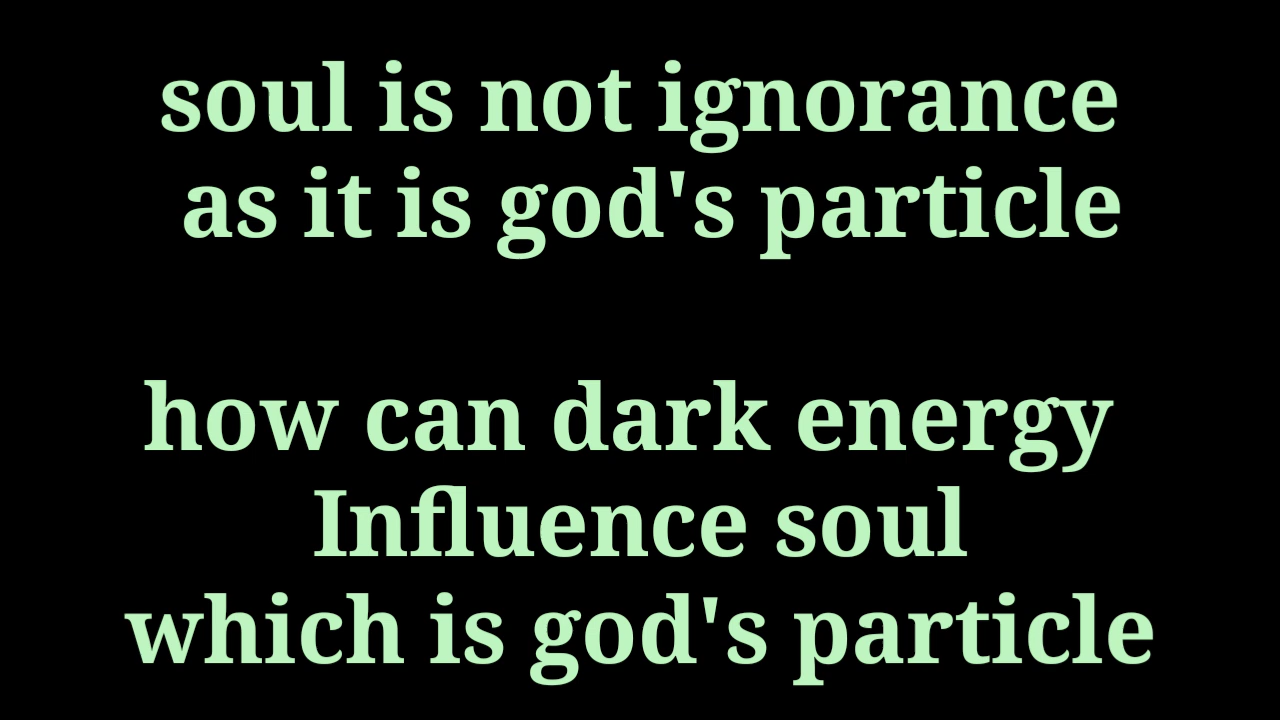 soul is not ignorance
as it is god's particle
how can dark energy
Influence soul
which is god's particle